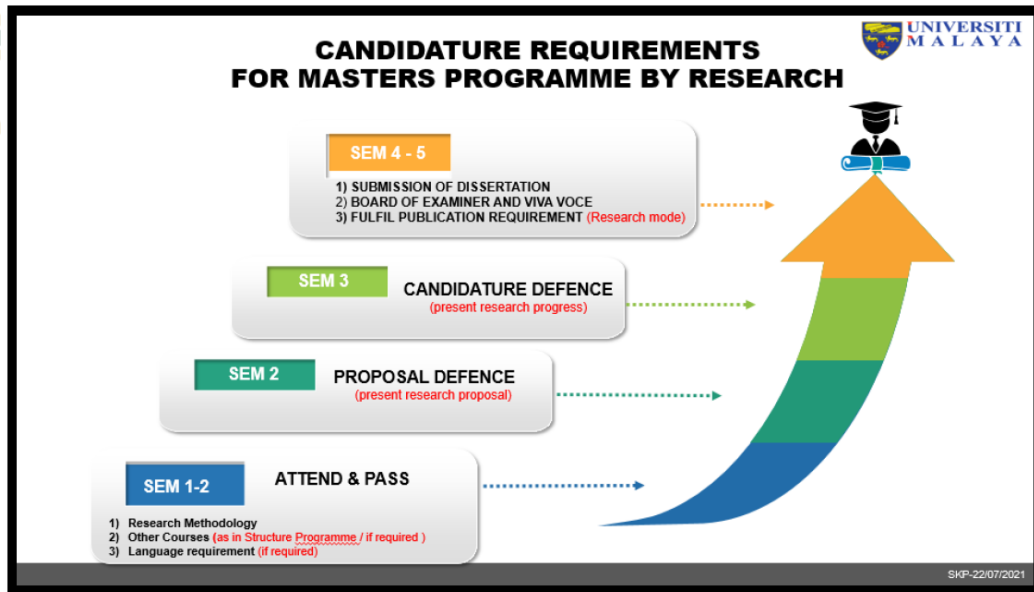 UNIVERSITI
MALAYA
CANDIDATURE REQUIREMENTS
FOR MASTERS PROGRAMME BY RESEARCH
SEM 4 - 5
1) SUBMISSION OF DISSERTATION
2) BOARD OF EXAMINER AND VIVA VOCE
3) FULFIL PUBLICATION REQUIREMENT (Research mode)
SEM 3
CANDIDATURE DEFENCE
(present research progress)
SEM 2
PROPOSAL DEFENCE
(present research proposal)
SEM 1-2
ATTEND & PASS
1) Research Methodology
2) Other Courses (as in Structure Programme / if required )
3) Language requirement (if required)
SKP-22/07/2021